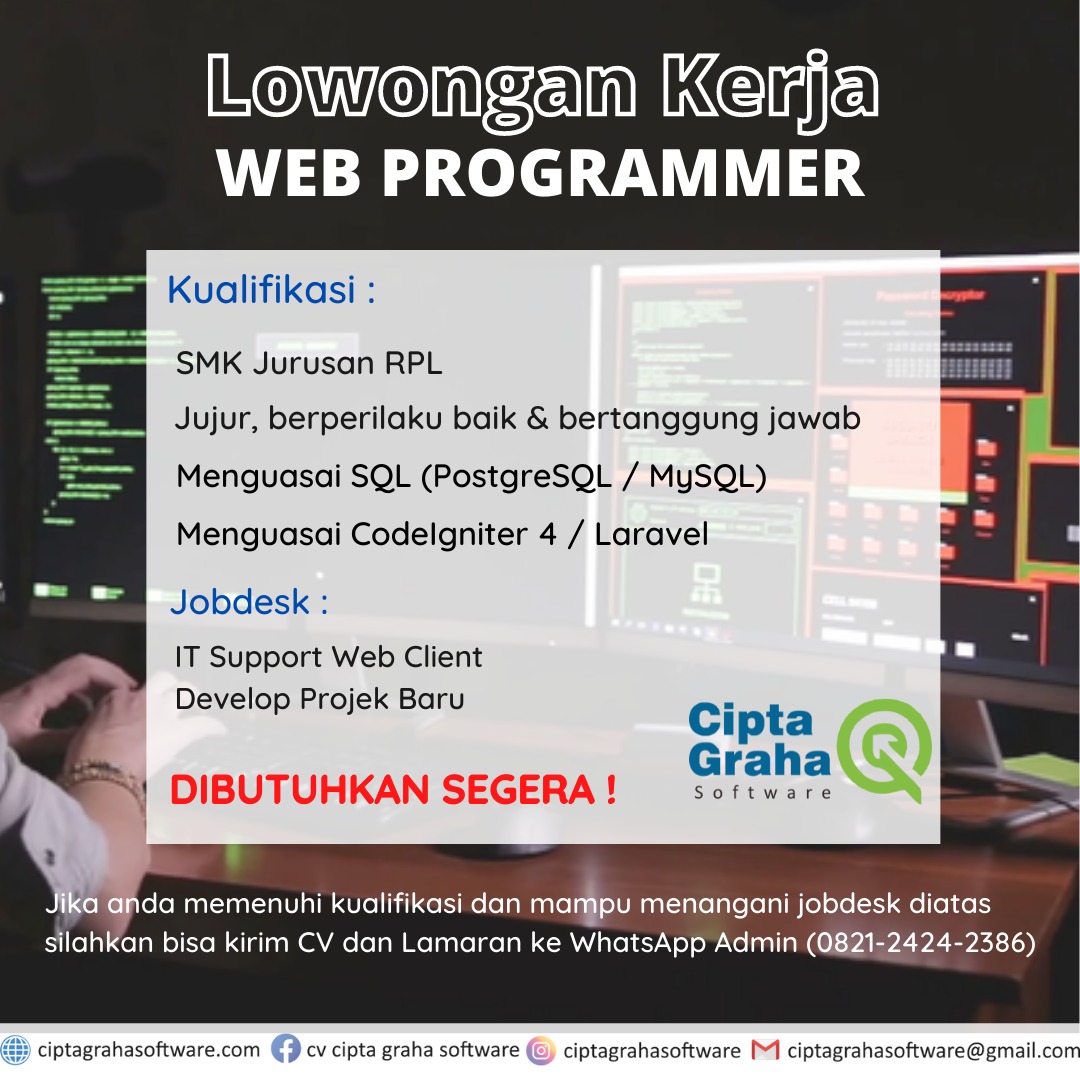 Lowongan Kerja
WEB PROGRAMMER
Kualifikasi :
SMK Jurusan RPL
Jujur, berperilaku baik & bertanggung jawab
Menguasai SQL (PostgreSQL / MySQL)
Menguasai CodeIgniter 4 / Laravel
Jobdesk :
IT Support Web Client
Develop Projek Baru
DIBUTUHKAN SEGERA !
Cipta
Graha
Software
Password Decryptor
Jika anda memenuhi kualifikasi dan mampu menangani jobdesk diatas
silahkan bisa kirim CV dan Lamaran ke WhatsApp Admin (0821-2424-2386)
ciptagrahasoftware.com cv cipta graha software ciptagrahasoftware ciptagrahasoftware@gmail.com